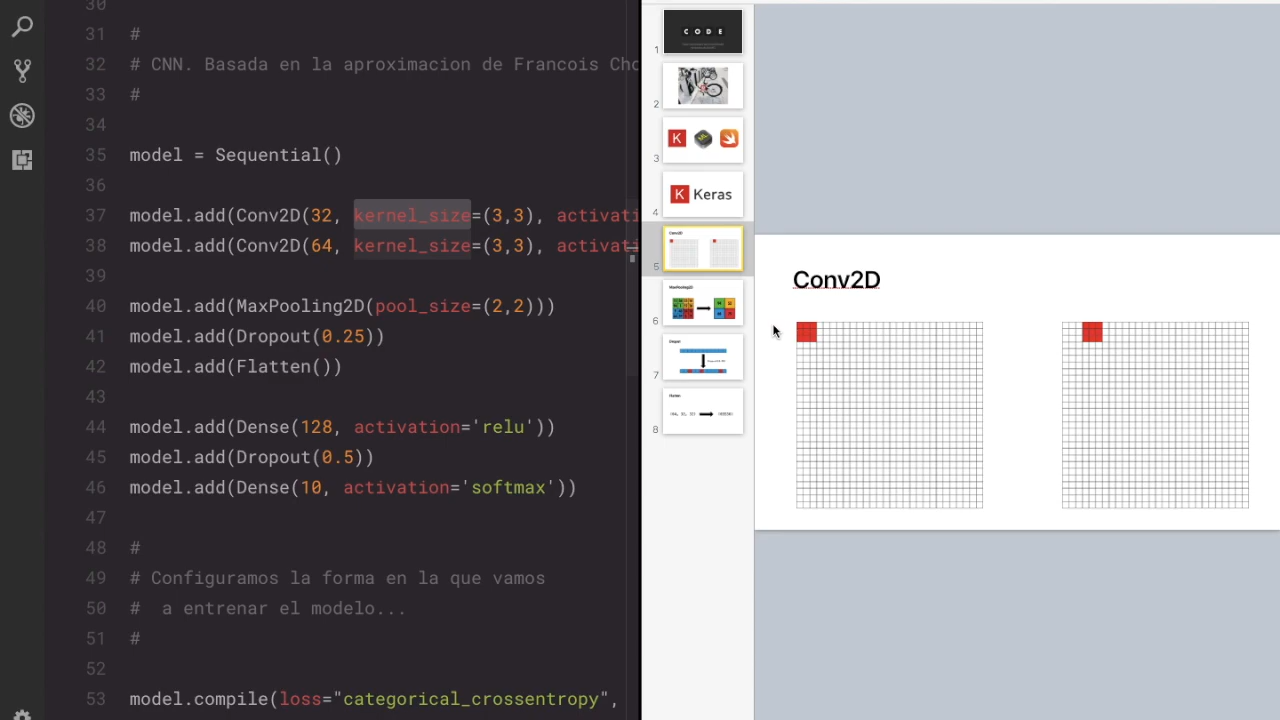 30
31 #
32 # CNN. Basada en la aproximacion de Francois Cho
33 #
34
35 model = Sequential()
36
37 model.add(Conv2D(32, kernel_size=(3,3), activati
38 model.add(Conv2D(64, kernel_size=(3,3), activati
39
40 model.add(MaxPooling2D(pool_size=(2,2)))
41 model.add(Dropout(0.25))
42 model.add(Flatten())
43
44 model.add(Dense(128, activation='relu'))
45 model.add(Dropout(0.5))
46 model.add(Dense(10, activation='softmax'))
47
48 #
49 # Configuramos la forma en la que vamos
50 #  a entrenar el modelo...
51 #
52
53 model.compile(loss="categorical_crossentropy",
CODE
1
2
K
3
K Keras
4
Conv2D
5
MaxPooling2D
6
Dropout
7
Flatten
8
Conv2D